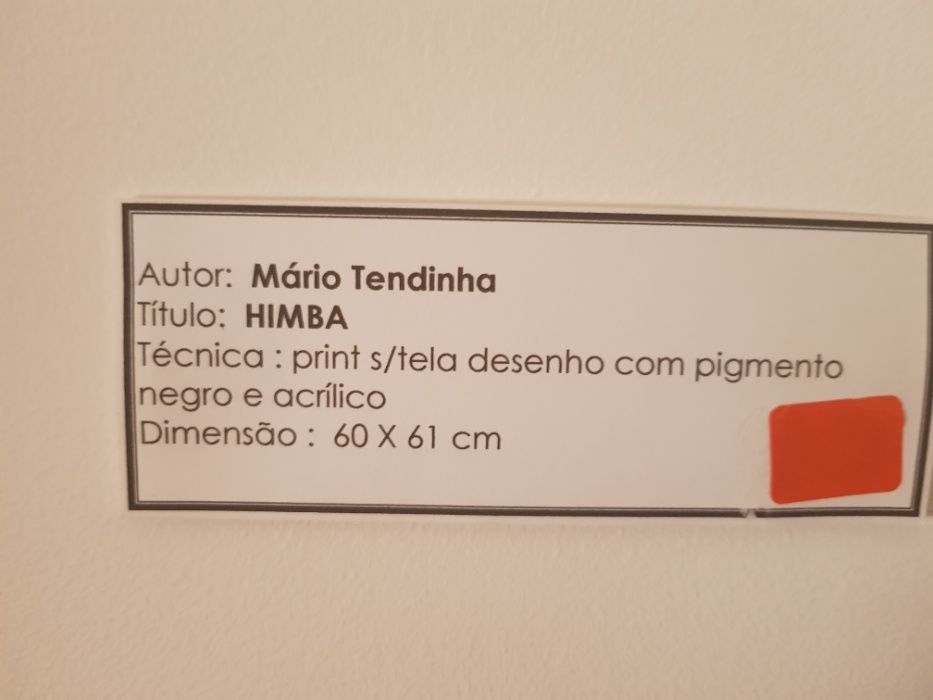 Autor: Mário Tendinha
Título: HIMBA
Técnica : print s/tela desenho com pigmento
negro e acrílico
Dimensão : 60 X 61 cm